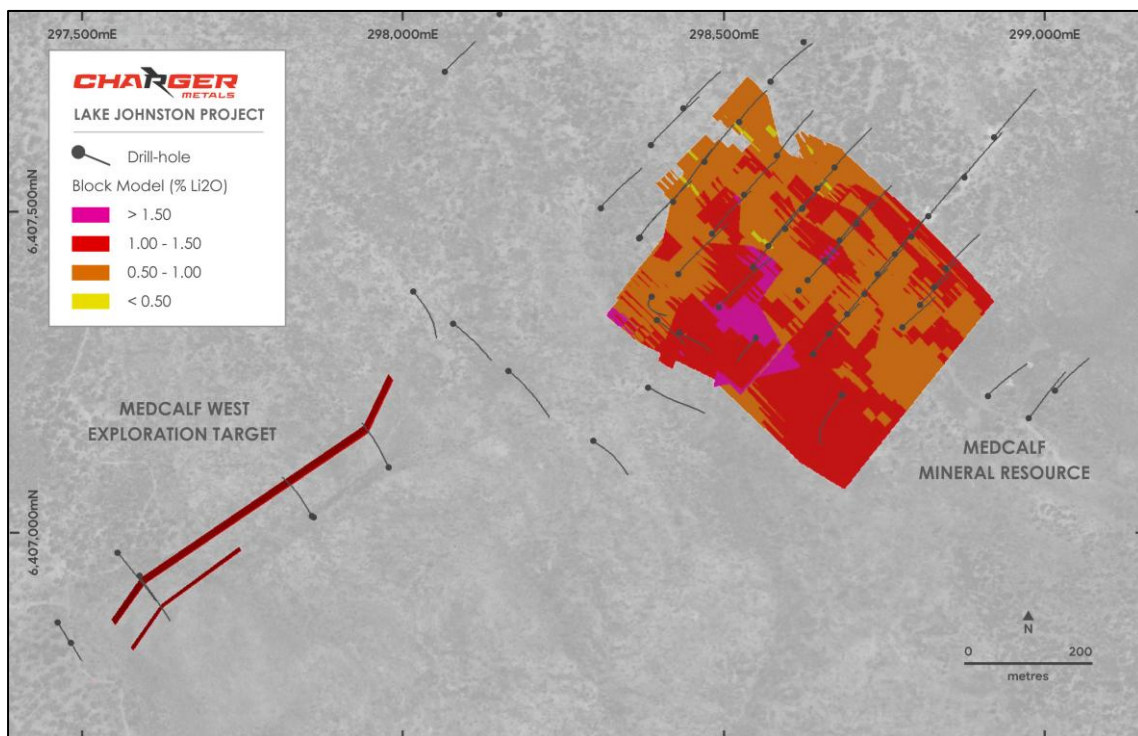 297,500mE
298,000mE
298,500mE
299,000mE
CHARGER
METALS
LAKE JOHNSTON PROJECT
Drill-hole
Block Model (% Li2O)
> 1.50
1.00 - 1.50
0.50 - 1.00
< 0.50
6,407,500mN
MEDCALF WEST
EXPLORATION TARGET
MEDCALF
MINERAL RESOURCE
6,407,000mN
N
0
200
metres